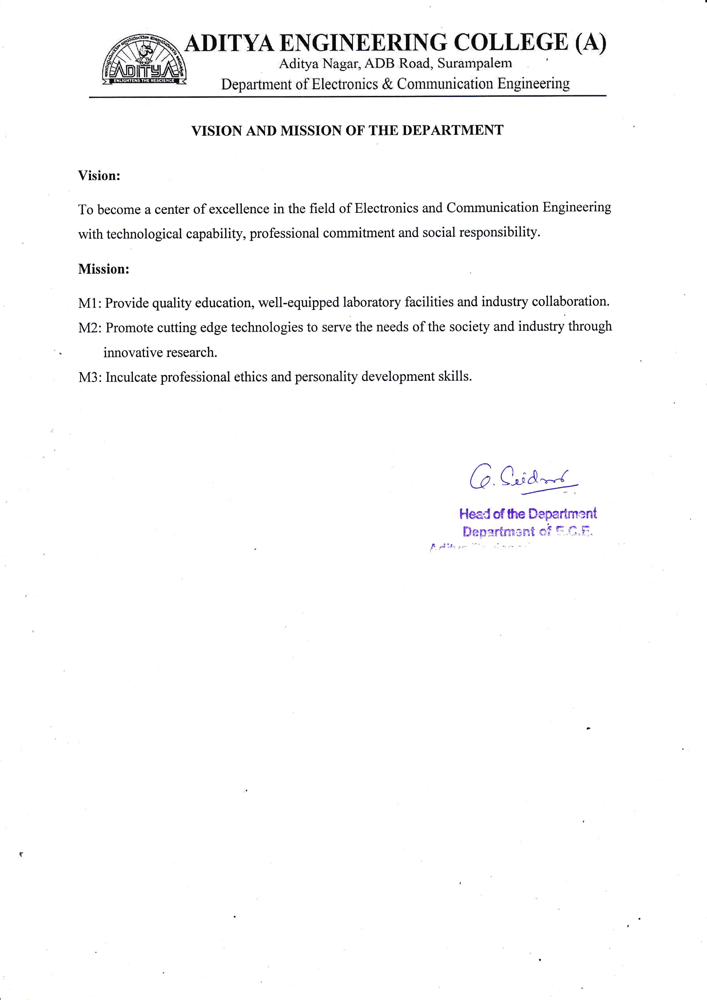 ADITYA ENGINEERING COLLEGE (A)
Aditya Nagar, ADB Road, Surampalem
Department of Electronics & Communication Engineering
ADITYA
ENLIGHTENS THE NESCIENCE
VISION AND MISSION OF THE DEPARTMENT
Vision:
To become a center of excellence in the field of Electronics and Communication Engineering
with technological capability, professional commitment and social responsibility.
Mission:
M1: Provide quality education, well-equipped laboratory facilities and industry collaboration.
M2: Promote cutting edge technologies to serve the needs of the society and industry through
innovative research.
M3: Inculcate professional ethics and personality development skills.
G.
Head of the Department
Department of E.C.E.